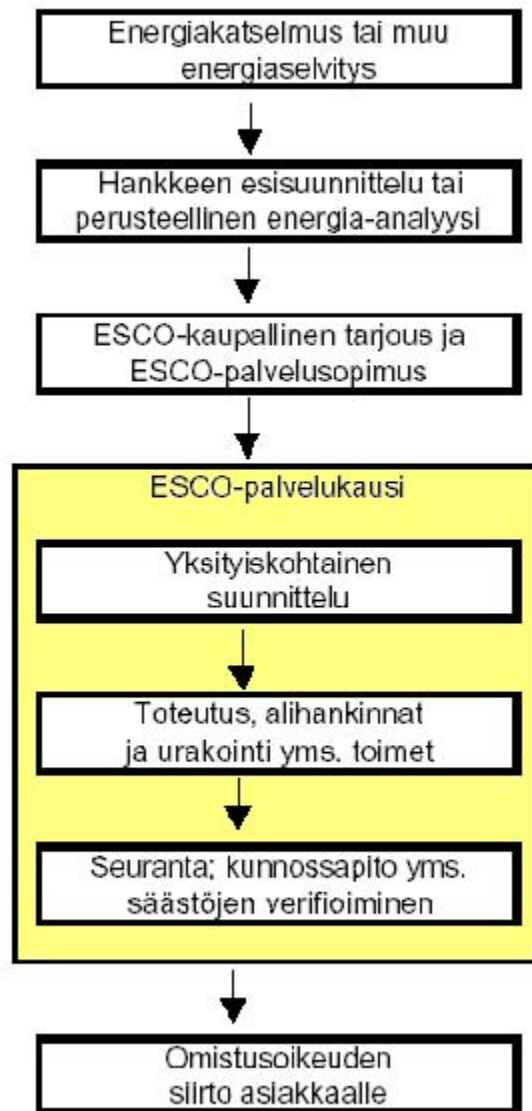 Energiakatselmus tai muu
energiaselvitys
Hankkeen esisuunnittelu tai
perusteellinen energia-analyysi
ESCO-kaupallinen tarjous ja
ESCO-palvelusopimus
ESCO-palvelukausi
Yksityiskohtainen
suunnittelu
Toteutus, alihankinnat
ja urakointi yms. toimet
Seuranta; kunnossapito yms.
säästöjen verifioiminen
Omistusoikeuden
siirto asiakkaalle